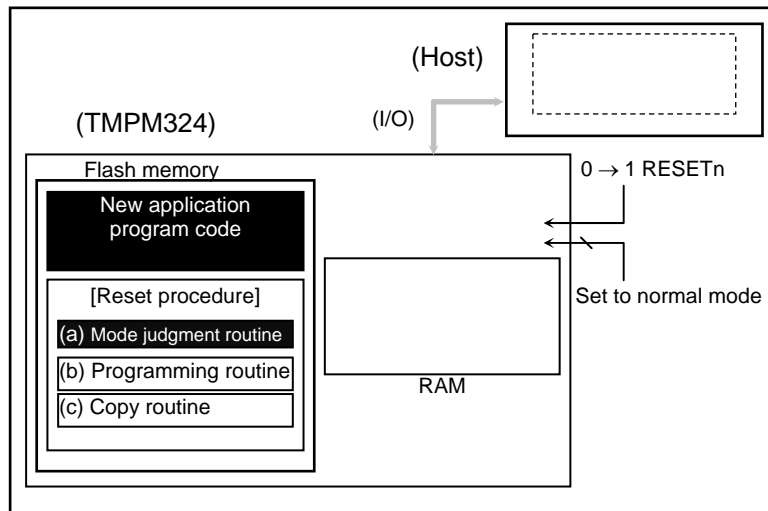 (Host)
(I/O)
(TMPM324)
Flash memory
0 → 1 RESETn
New application
program code
[Reset procedure]
(a) Mode judgment routine
Set to normal mode
(b) Programming routine
RAM
(c) Copy routine